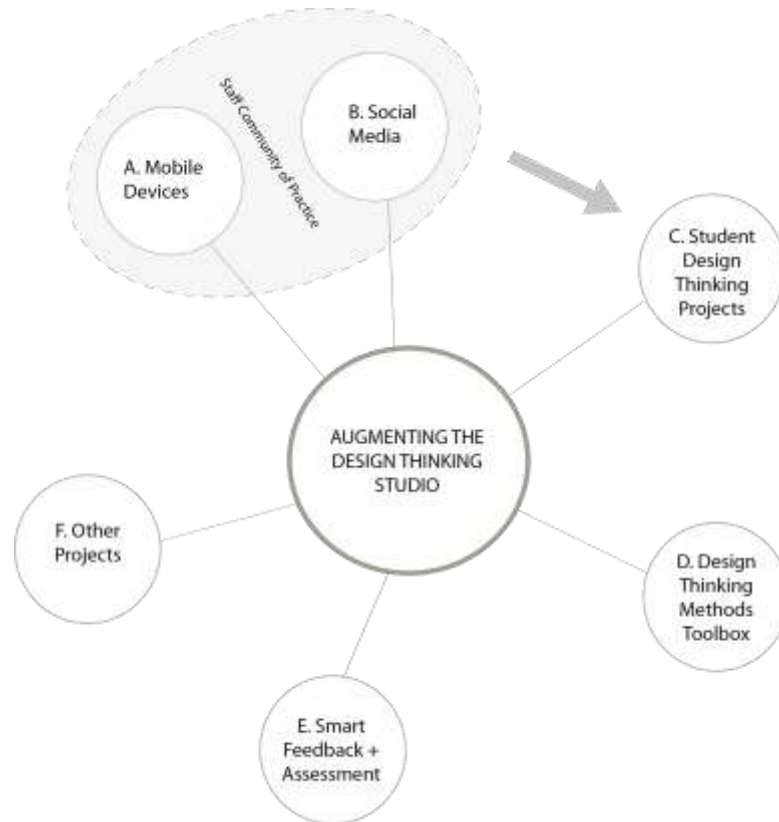 Staff Community of Practice
A. Mobile
Devices
B. Social
Media
C. Student
Design
Thinking
Projects
AUGMENTING THE
DESIGN THINKING
STUDIO
F. Other
Projects
D. Design
Thinking
Methods
Toolbox
E. Smart
Feedback +
Assessment